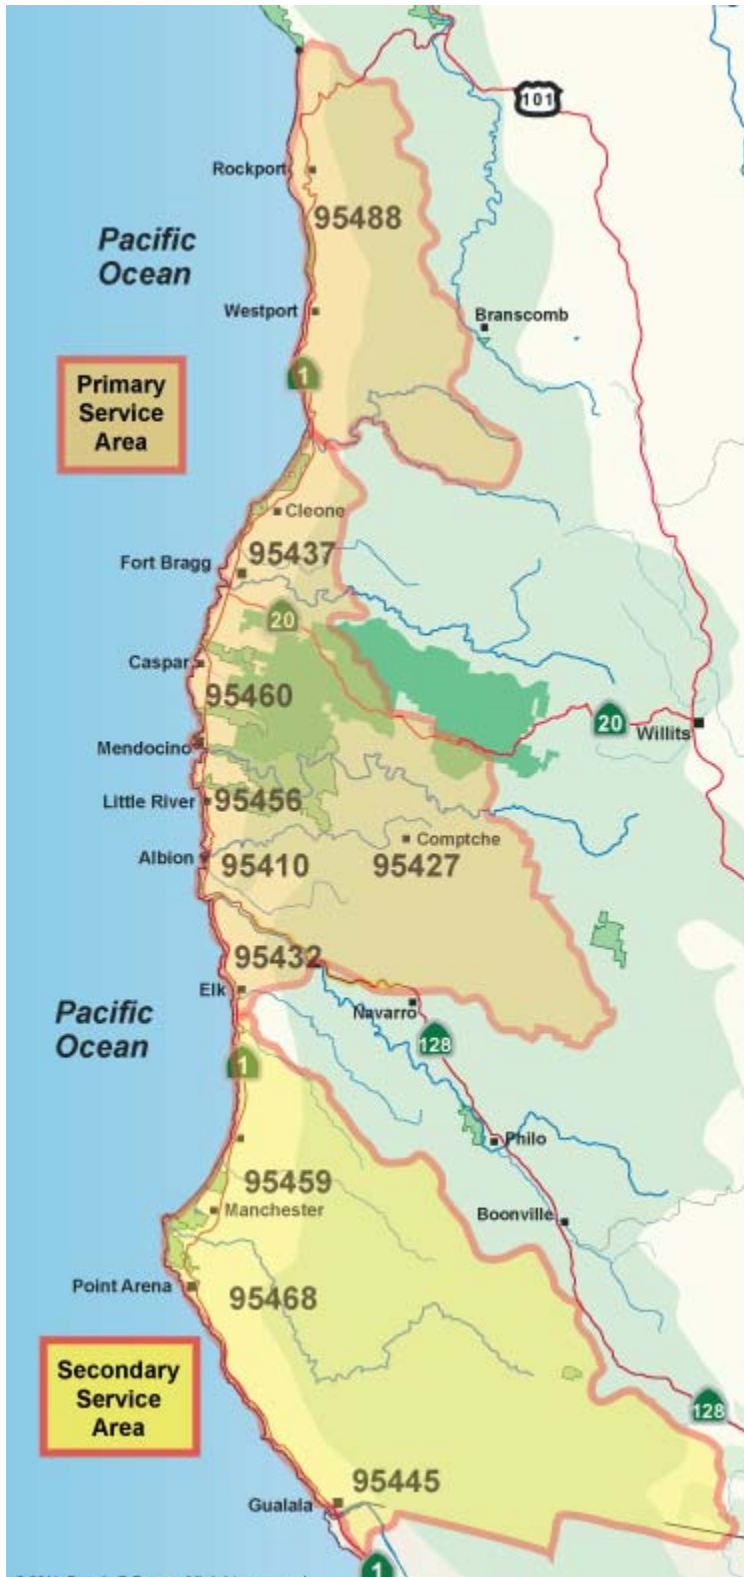 101
Rockport
95488
Pacific
Ocean
Westport
Branscomb
1
Primary
Service
Area
Cleone
95437
Fort Bragg
20
Caspar
95460
20
Willits
Mendocino
Little River
95456
Comptche
Albion
95410
95427
95432
Elk
Navarro
Pacific
Ocean
128
1
Philo
95459
Manchester
Boonville
Point Arena
95468
Secondary
Service
Area
128
95445
Gualala
1